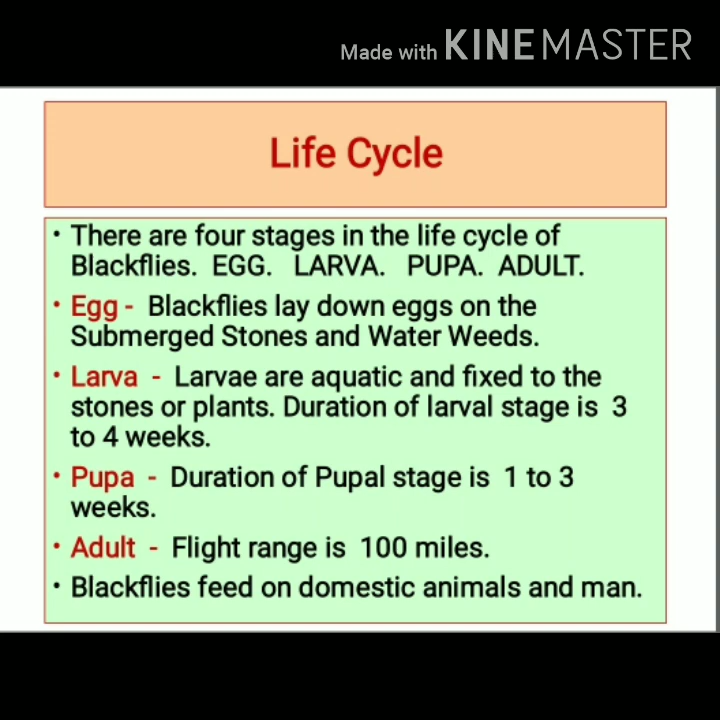 Made with KINEMASTER
Life Cycle
• There are four stages in the life cycle of
Blackflies. EGG. LARVA. PUPA. ADULT.
• Egg - Blackflies lay down eggs on the
Submerged Stones and Water Weeds.
• Larva - Larvae are aquatic and fixed to the
stones or plants. Duration of larval stage is 3
to 4 weeks.
• Pupa - Duration of Pupal stage is 1 to 3
weeks.
• Adult - Flight range is 100 miles.
• Blackflies feed on domestic animals and man.